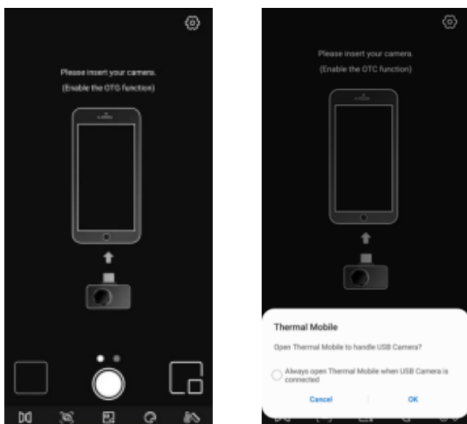 Please insert your camera.
(Enable the OTG function)
Please insert your camera.
(Enable the OTC function)
Thermal Mobile
Open Thermal Mobile to handle USB Camera?
Always open Thermal Mobile when USB Camera is
connected
Cancel
OK